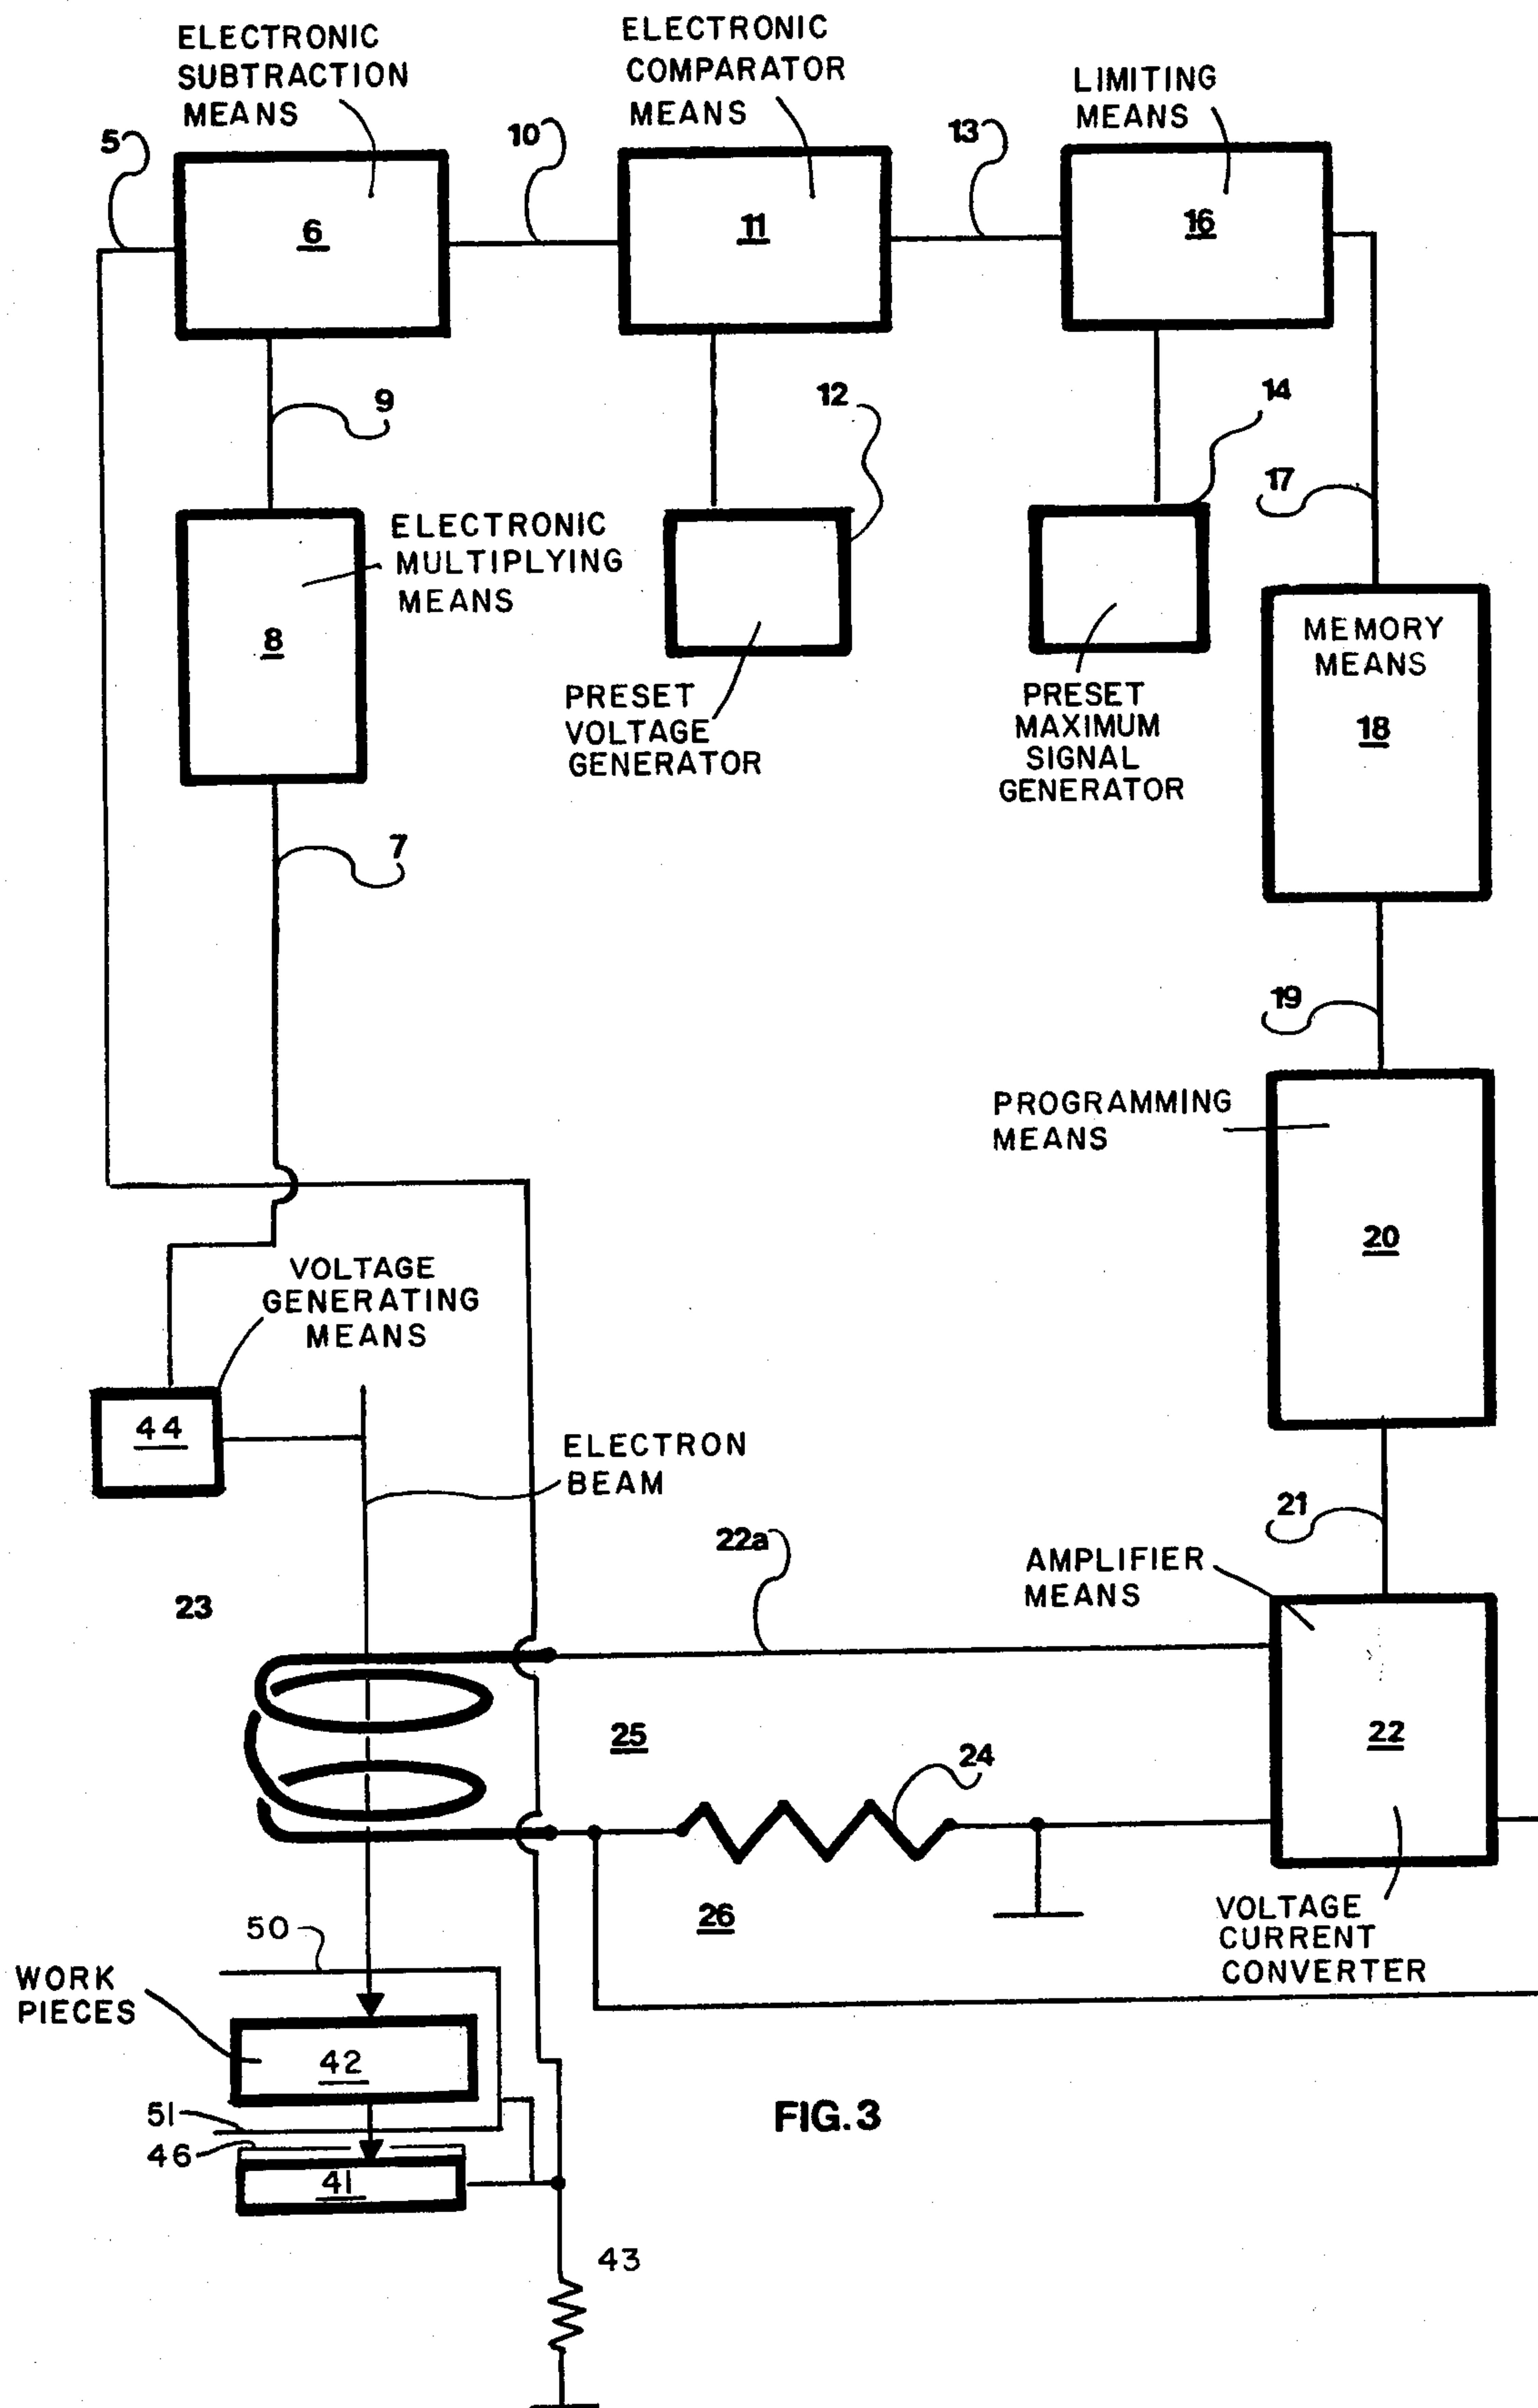 ELECTRONIC
SUBTRACTION
MEANS
ELECTRONIC
COMPARATOR
MEANS
LIMITING
MEANS
5
10
13
6
11
16
9
12
14
17
ELECTRONIC
MULTIPLYING
MEANS
8
PRESET
VOLTAGE
GENERATOR
PRESET
MAXIMUM
SIGNAL
GENERATOR
MEMORY
MEANS
18
7
19
PROGRAMMING
MEANS
20
VOLTAGE
GENERATING
MEANS
44
ELECTRON
BEAM
21
22a
AMPLIFIER
MEANS
23
25
24
22
26
VOLTAGE
CURRENT
CONVERTER
50
WORK
PIECES
42
51
46
41
FIG. 3
43